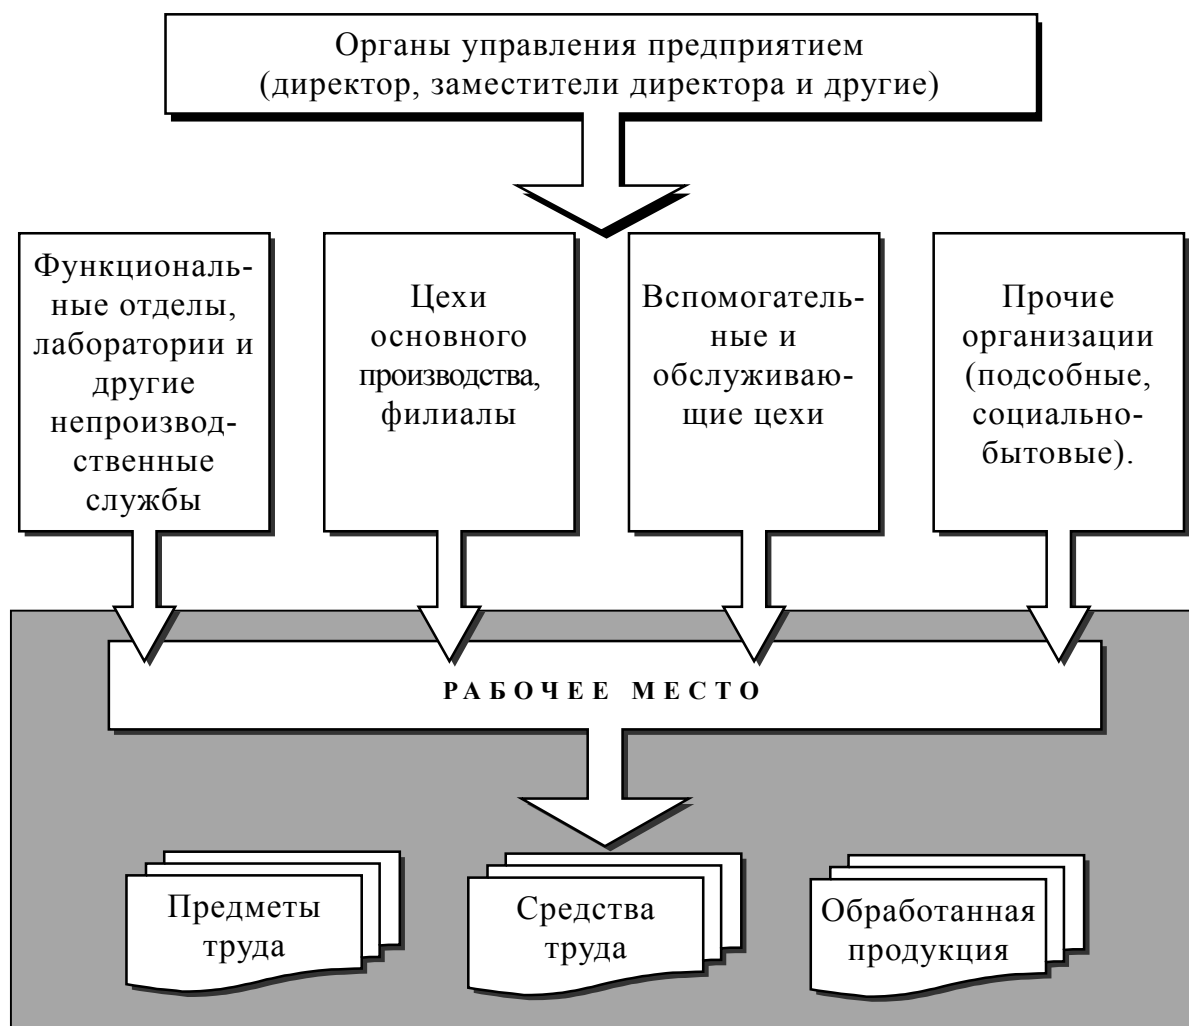 Органы управления предприятием
(директор, заместители директора и другие)
Функциональ-
ные отделы,
лаборатории и
другие
непроизвод-
ственные
службы
Цехи
основного
производства,
филиалы
Вспомогатель-
ные и
обслуживаю-
щие цехи
Прочие
организации
(подсобные,
социально-
бытовые).
РАБОЧЕЕ МЕСТО
Предметы
труда
Средства
труда
Обработанная
продукция